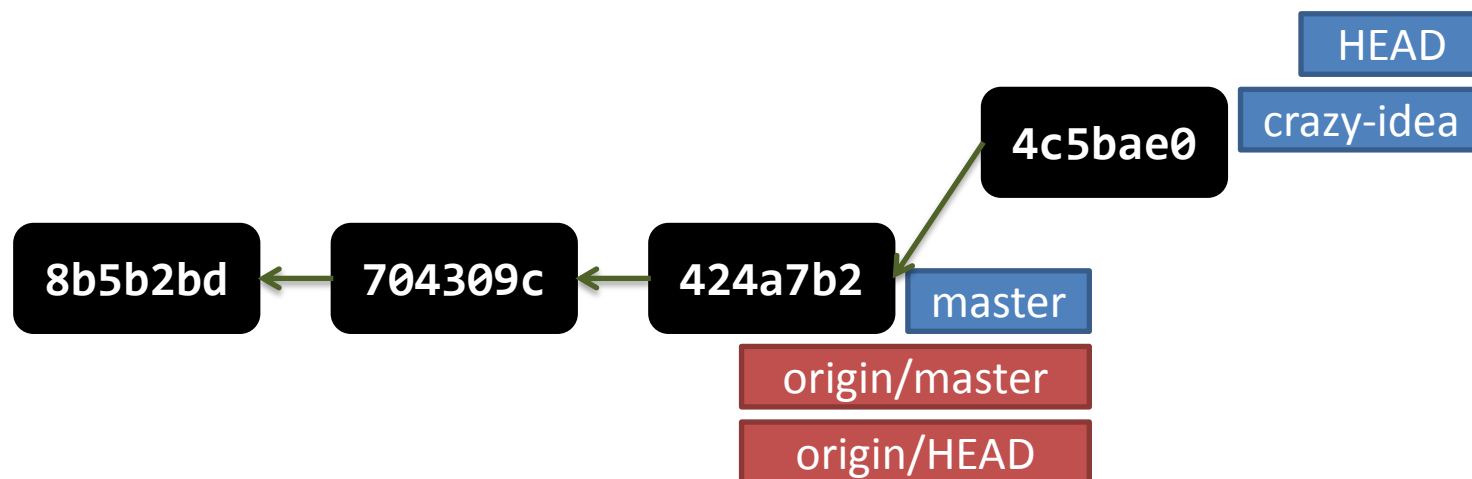 HEAD
crazy-idea
4c5bae0
8b5b2bd
704309c
424a7b2
master
origin/master
origin/HEAD